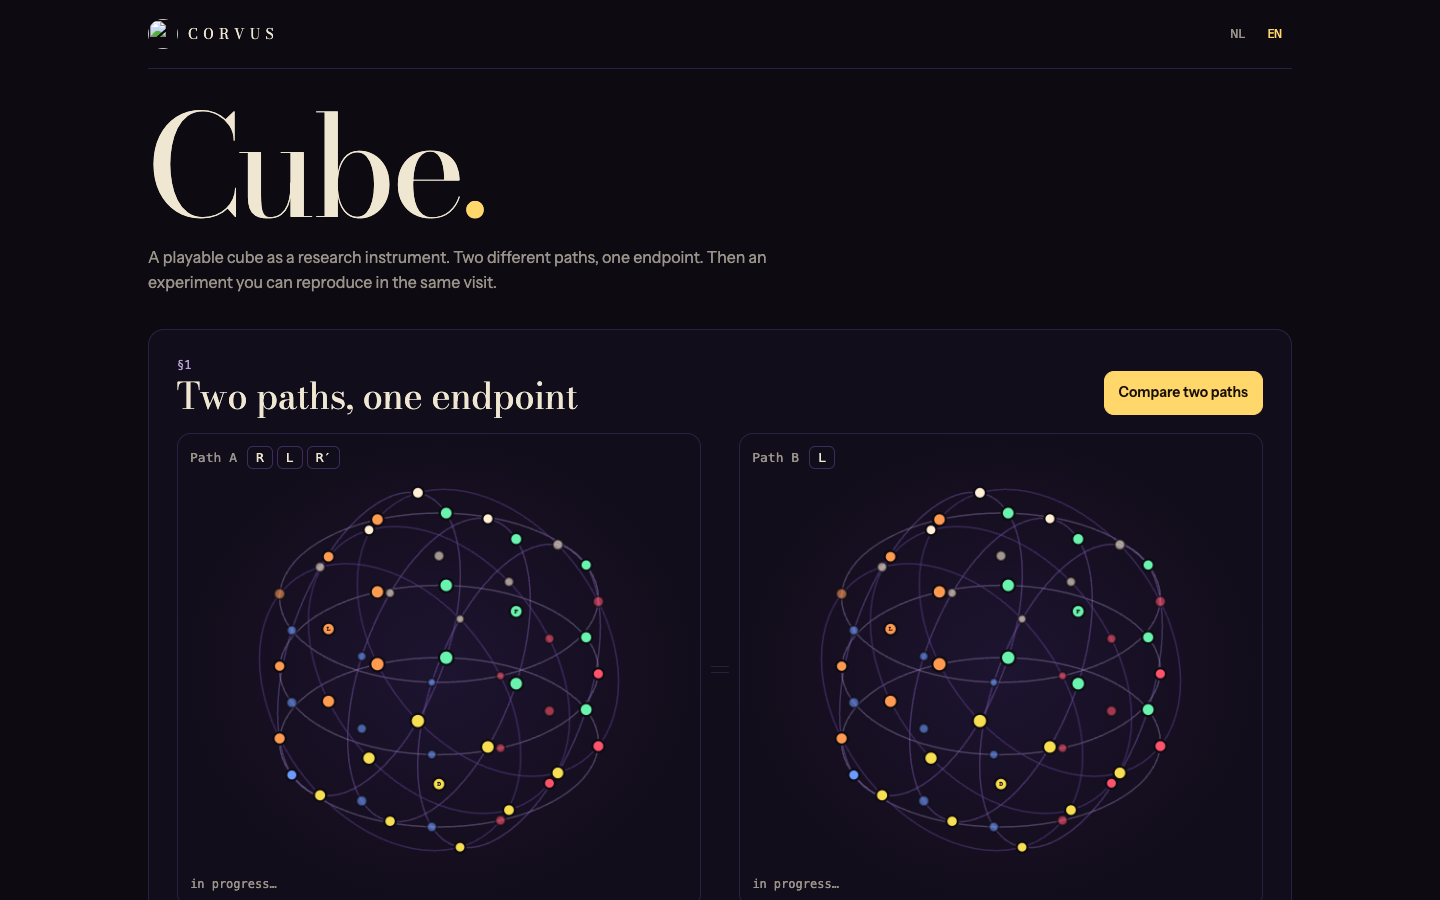 CORVUS
NL EN
Cube.
A playable cube as a research instrument. Two different paths, one endpoint. Then an
experiment you can reproduce in the same visit.
§1
Two paths, one endpoint
Compare two paths
Path A R L R′
Path B L
F
L
D
in progress…
F
L
D
in progress…